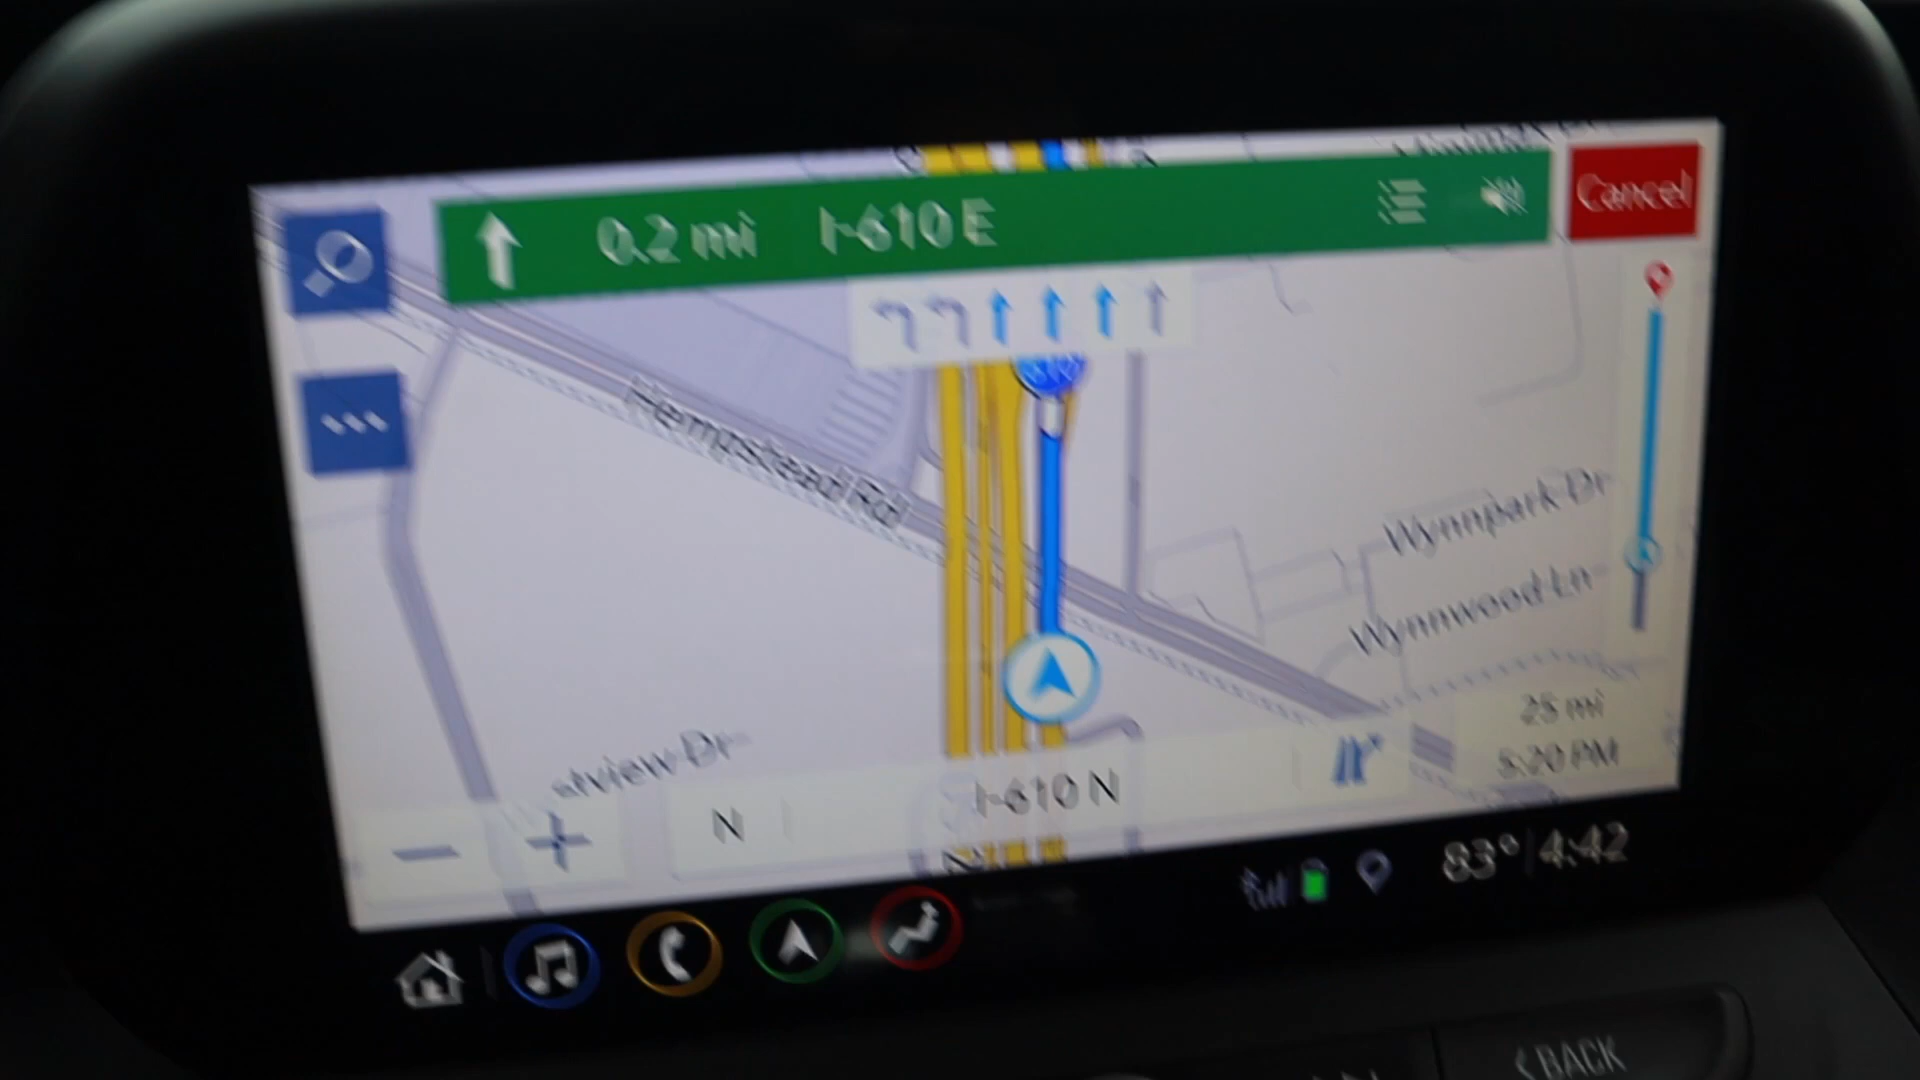 0.2 mi I-610 E
Cancel
Hempstead Rd
Wynnpark Dr
Wynnwood Ln
25 mi
5:20 PM
N
I-610 N
83° 4:42
BACK